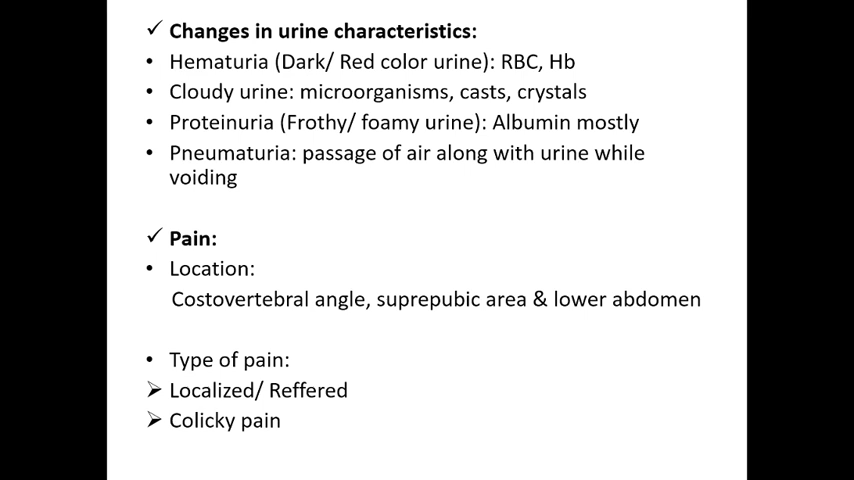 ✓ Changes in urine characteristics:
• Hematuria (Dark/ Red color urine): RBC, Hb
• Cloudy urine: microorganisms, casts, crystals
• Proteinuria (Frothy/ foamy urine): Albumin mostly
• Pneumaturia: passage of air along with urine while
voiding
✓ Pain:
• Location:
Costovertebral angle, suprepubic area & lower abdomen
• Type of pain:
➢ Localized/ Reffered
➢ Colicky pain